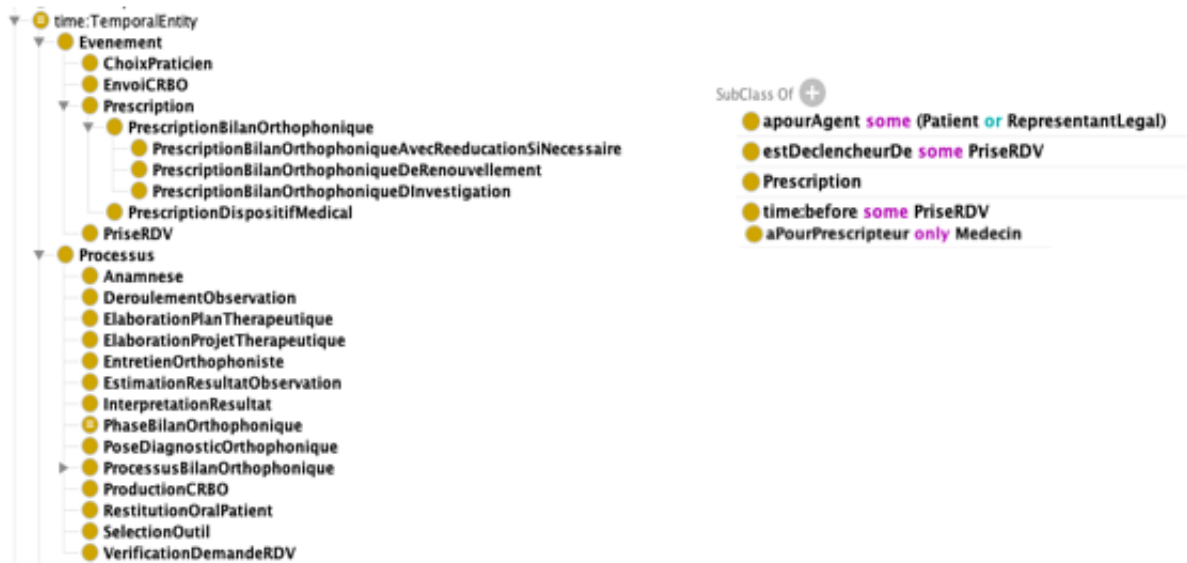 time:TemporalEntity
Evenement
ChoixPraticien
EnvoiCRBO
Prescription
PrescriptionBilanOrthophonique
PrescriptionBilanOrthophoniqueAvecReeducationSiNecessaire
PrescriptionBilanOrthophoniqueDeRenouvellement
PrescriptionBilanOrthophoniqueDInvestigation
PrescriptionDispositifMedical
PriseRDV
Processus
Anamnese
DeroulementObservation
ElaborationPlanTherapeutique
ElaborationProjetTherapeutique
EntretienOrthophoniste
EstimationResultatObservation
InterpretationResultat
PhaseBilanOrthophonique
PoseDiagnosticOrthophonique
ProcessusBilanOrthophonique
ProductionCRBO
RestitutionOralPatient
SelectionOutil
VerificationDemandeRDV
SubClass Of
apourAgent some (Patient or RepresentantLegal)
estDeclencheurDe some PriseRDV
Prescription
time:before some PriseRDV
aPourPrescripteur only Medecin